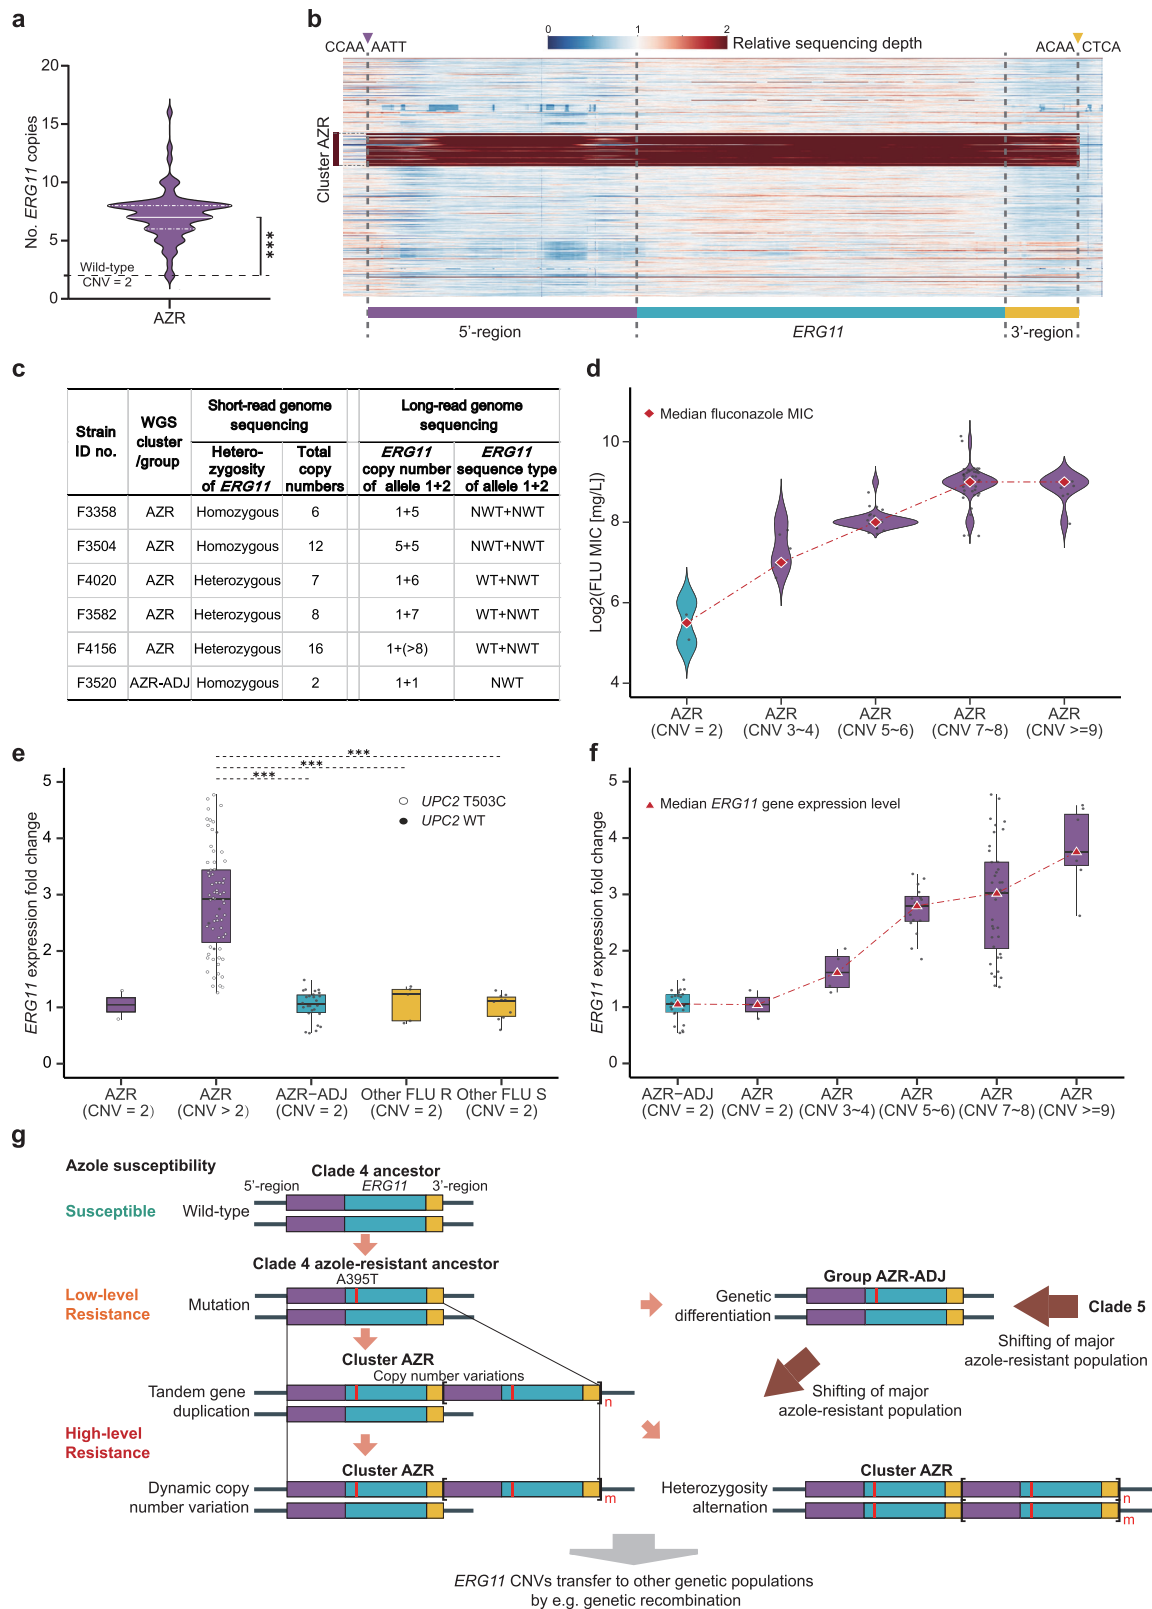 a
20
15
10
5
0
No. ERG11 copies
Wild-type
CNV = 2
***
AZR
b
CCAA AATT
0 1 2
Relative sequencing depth
ACAA CTCA
Cluster AZR
5'-region ERG11 3'-region
c
Strain ID no. WGS cluster /group Short-read genome sequencing Long-read genome sequencing
Hetero-zygosity of ERG11 Total copy numbers ERG11 copy number of allele 1+2 ERG11 sequence type of allele 1+2
F3358 AZR Homozygous 6 1+5 NWT+NWT
F3504 AZR Homozygous 12 5+5 NWT+NWT
F4020 AZR Heterozygous 7 1+6 WT+NWT
F3582 AZR Heterozygous 8 1+7 WT+NWT
F4156 AZR Heterozygous 16 1+(>8) WT+NWT
F3520 AZR-ADJ Homozygous 2 1+1 NWT
d
Median fluconazole MIC
Log2(FLU MIC [mg/L])
10
8
6
4
AZR AZR AZR AZR AZR
(CNV = 2) (CNV 3~4) (CNV 5~6) (CNV 7~8) (CNV >=9)
e
***
***
***
UPC2 T503C
UPC2 WT
ERG11 expression fold change
5
4
3
2
1
0
AZR AZR AZR−ADJ Other FLU R Other FLU S
(CNV = 2) (CNV > 2) (CNV = 2) (CNV = 2) (CNV = 2)
f
Median ERG11 gene expression level
ERG11 expression fold change
5
4
3
2
1
0
AZR−ADJ AZR AZR AZR AZR AZR
(CNV = 2) (CNV = 2) (CNV 3~4) (CNV 5~6) (CNV 7~8) (CNV >=9)
g
Azole susceptibility
Clade 4 ancestor
5'-region ERG11 3'-region
Susceptible
Wild-type
Clade 4 azole-resistant ancestor
A395T
Low-level
Resistance
Mutation
Group AZR-ADJ
Genetic
differentiation
Clade 5
Shifting of major
azole-resistant population
Cluster AZR
Copy number variations
Tandem gene
duplication
n
Shifting of major
azole-resistant population
High-level
Resistance
Cluster AZR
Dynamic copy
number variation
m
Cluster AZR
Heterozygosity
alternation
n
m
ERG11 CNVs transfer to other genetic populations
by e.g. genetic recombination